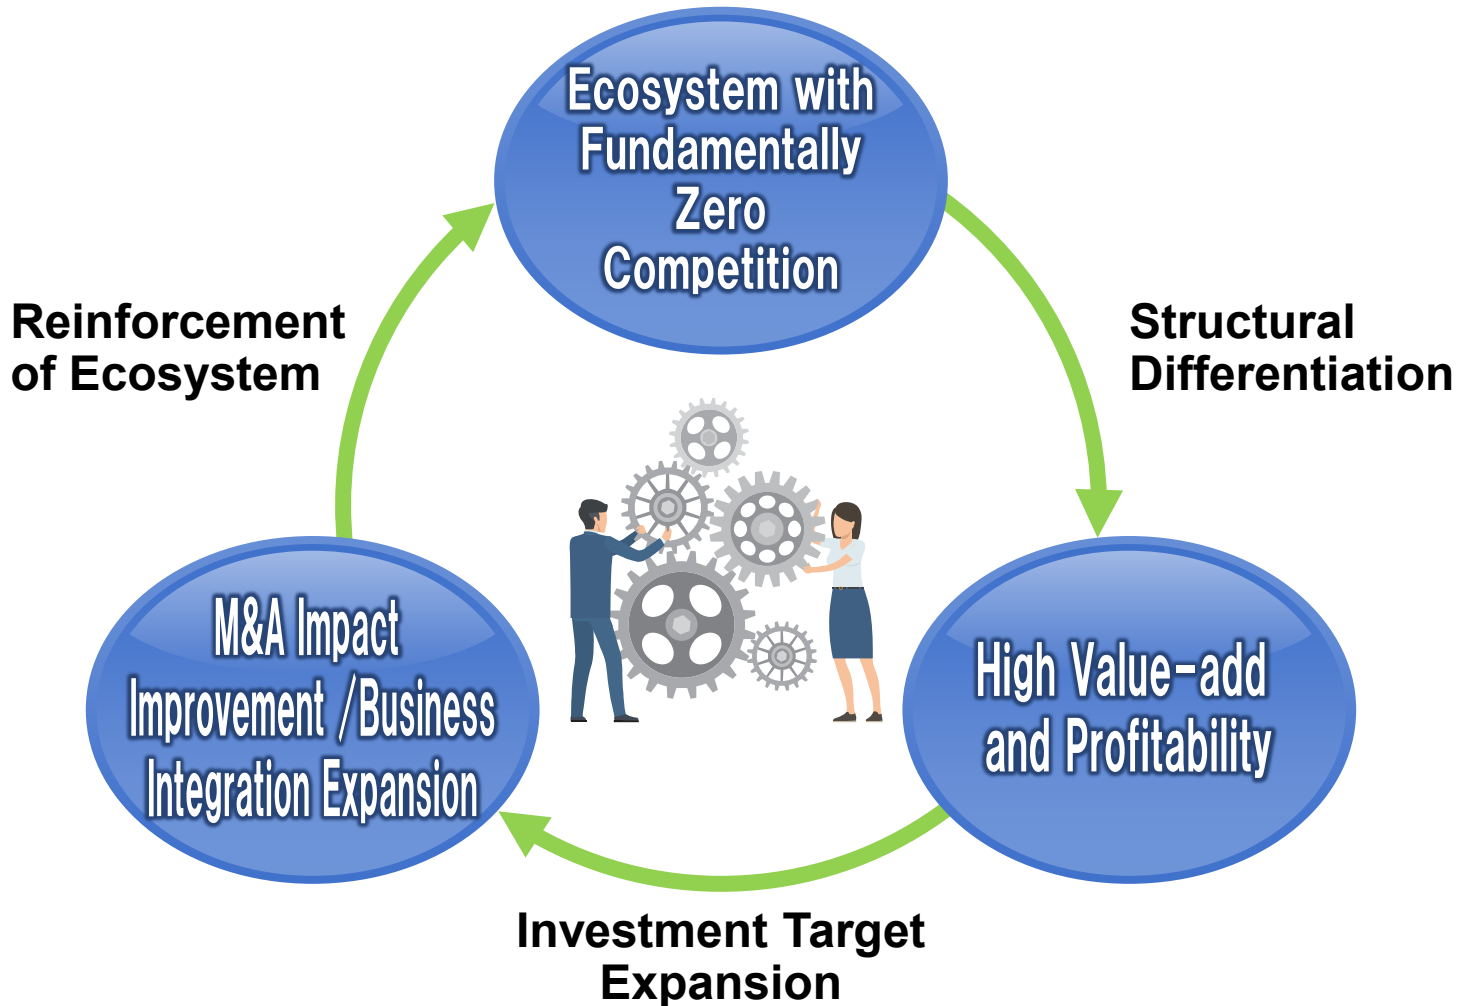 Ecosystem with
Fundamentally
Zero
Competition
Reinforcement
of Ecosystem
Structural
Differentiation
M&A Impact
Improvement /Business
Integration Expansion
High Value-add
and Profitability
Investment Target
Expansion